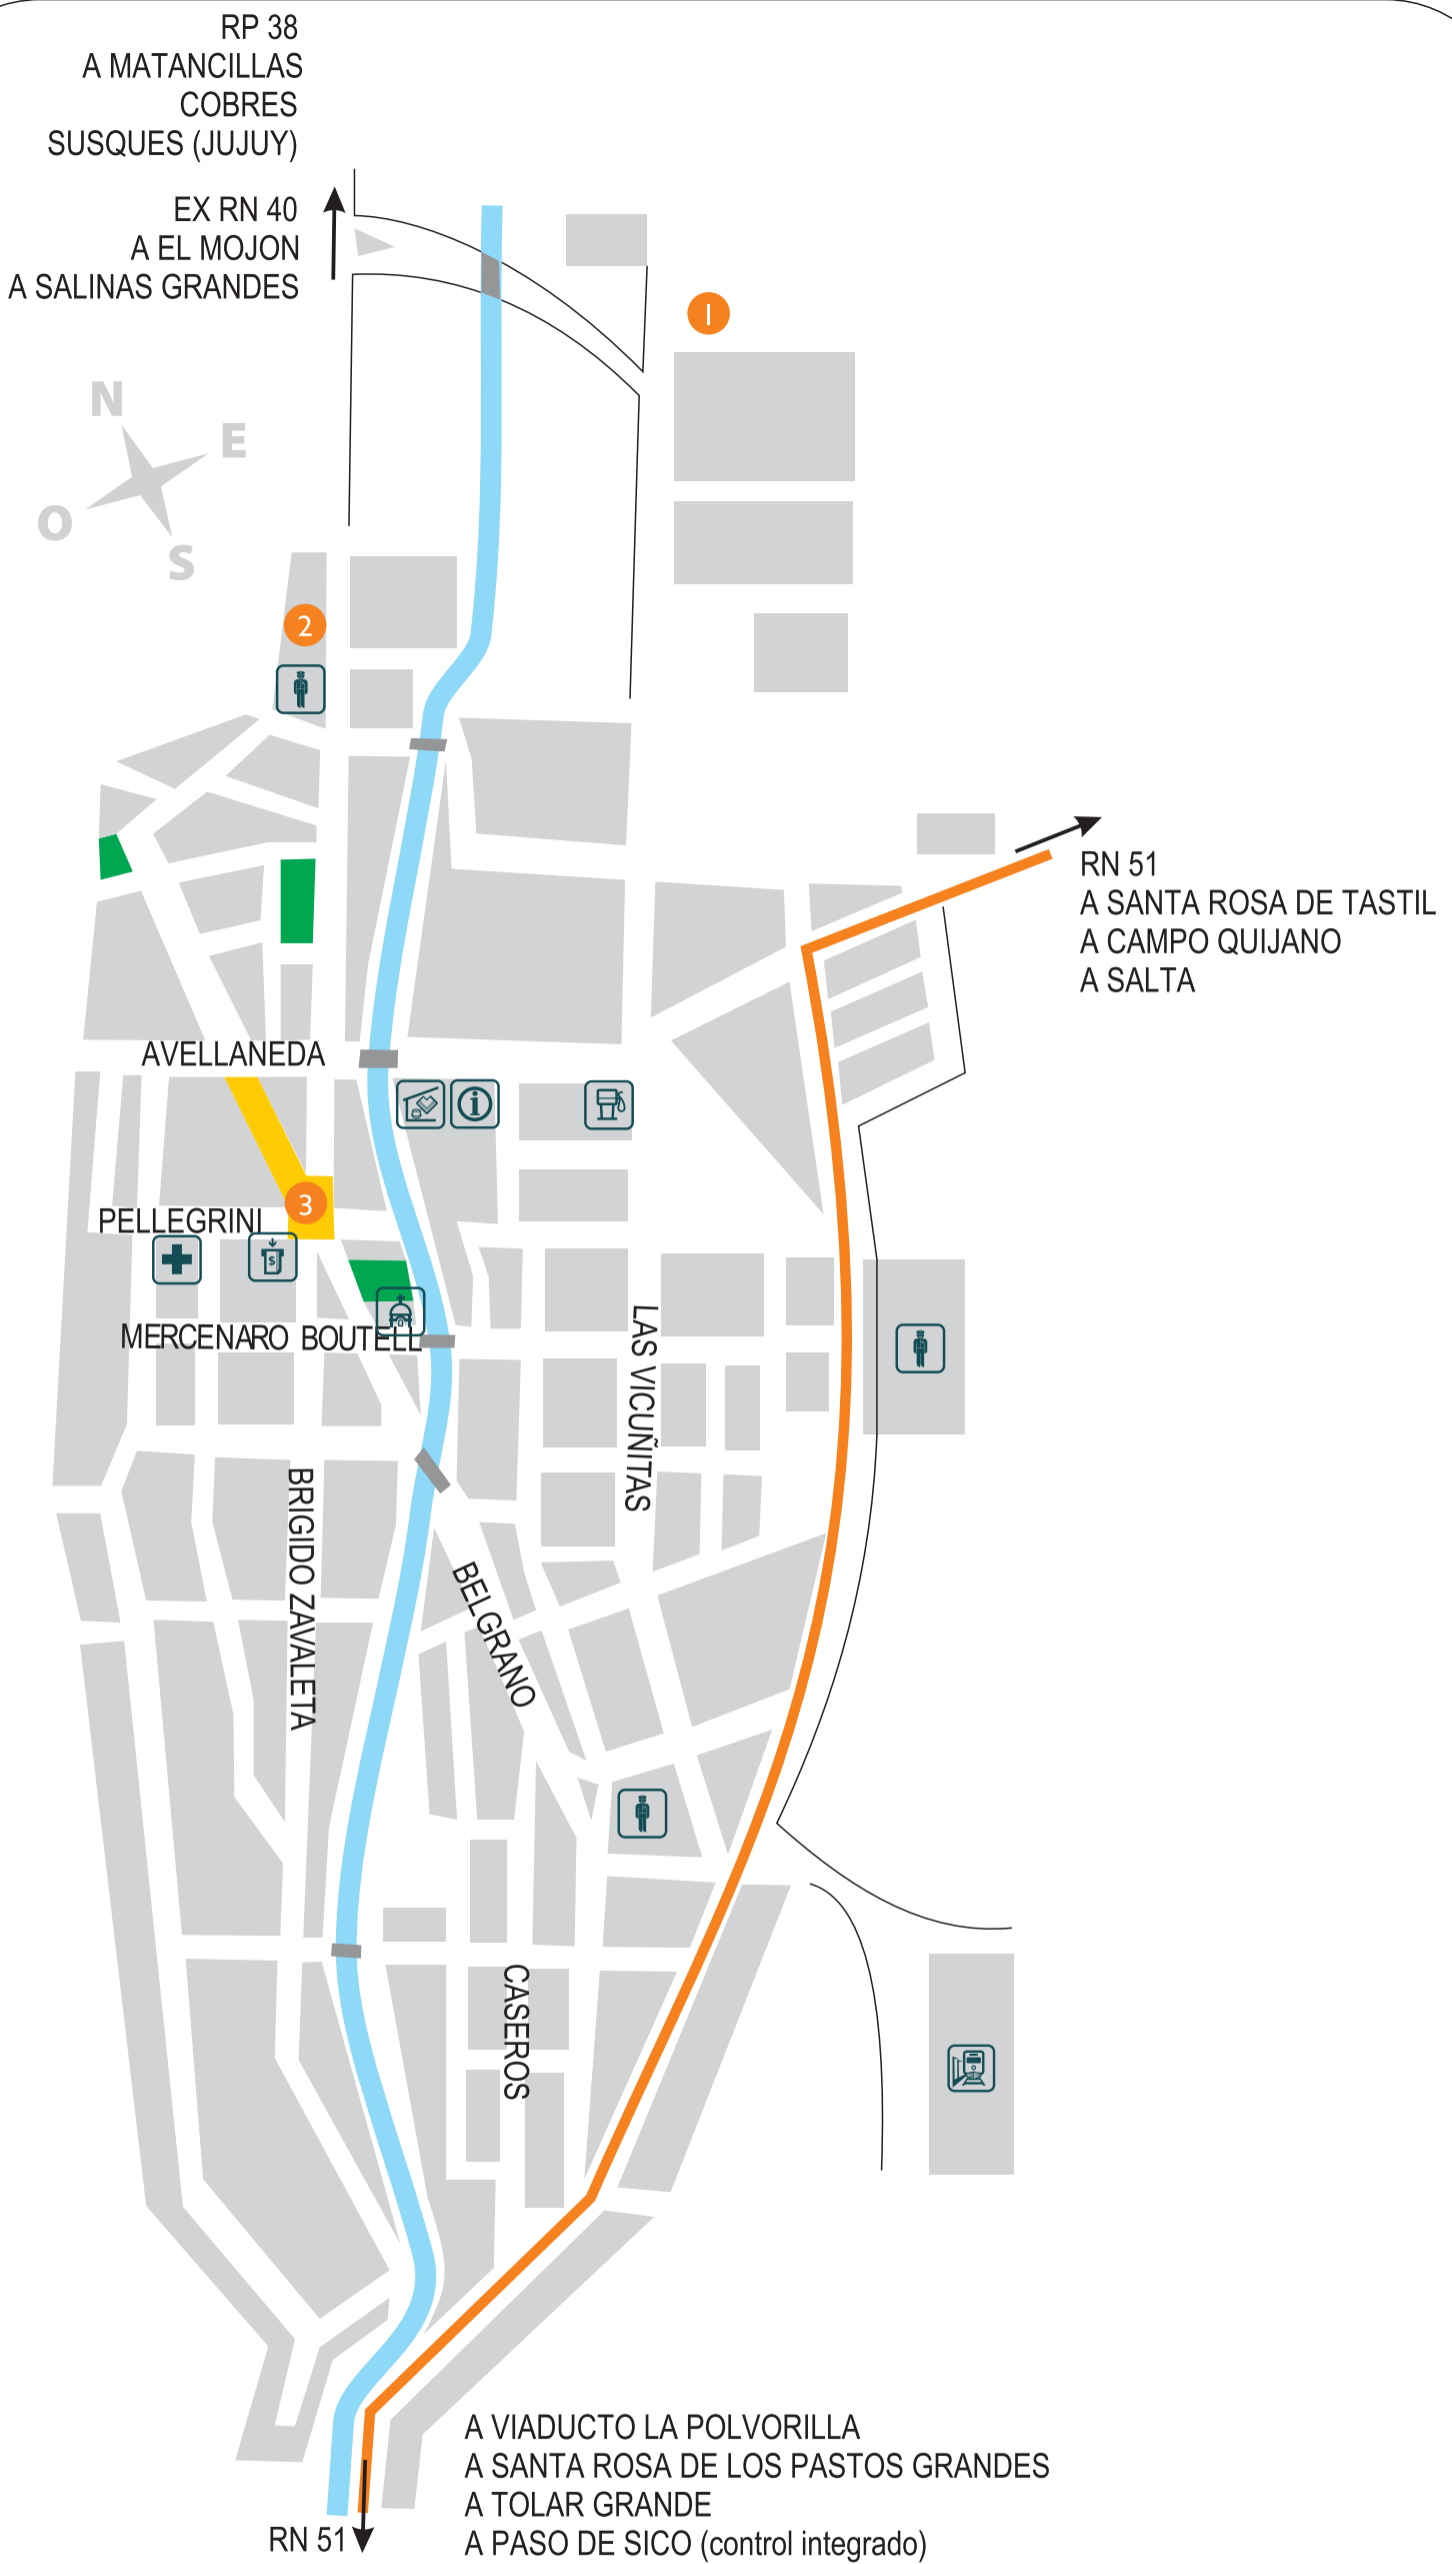 RP 38
A MATANCILLAS
COBRES
SUSQUES (JUJUY)
EX RN 40
A EL MOJON
A SALINAS GRANDES
1
N
E
O
S
2
RN 51
A SANTA ROSA DE TASTIL
A CAMPO QUIJANO
A SALTA
AVELLANEDA
i
3
PELLEGRINI
$
MERCENARO BOUTELL
LAS VICUÑITAS
BRIGIDO ZAVALETA
BELGRANO
CASEROS
A VIADUCTO LA POLVORILLA
A SANTA ROSA DE LOS PASTOS GRANDES
A TOLAR GRANDE
A PASO DE SICO (control integrado)
RN 51